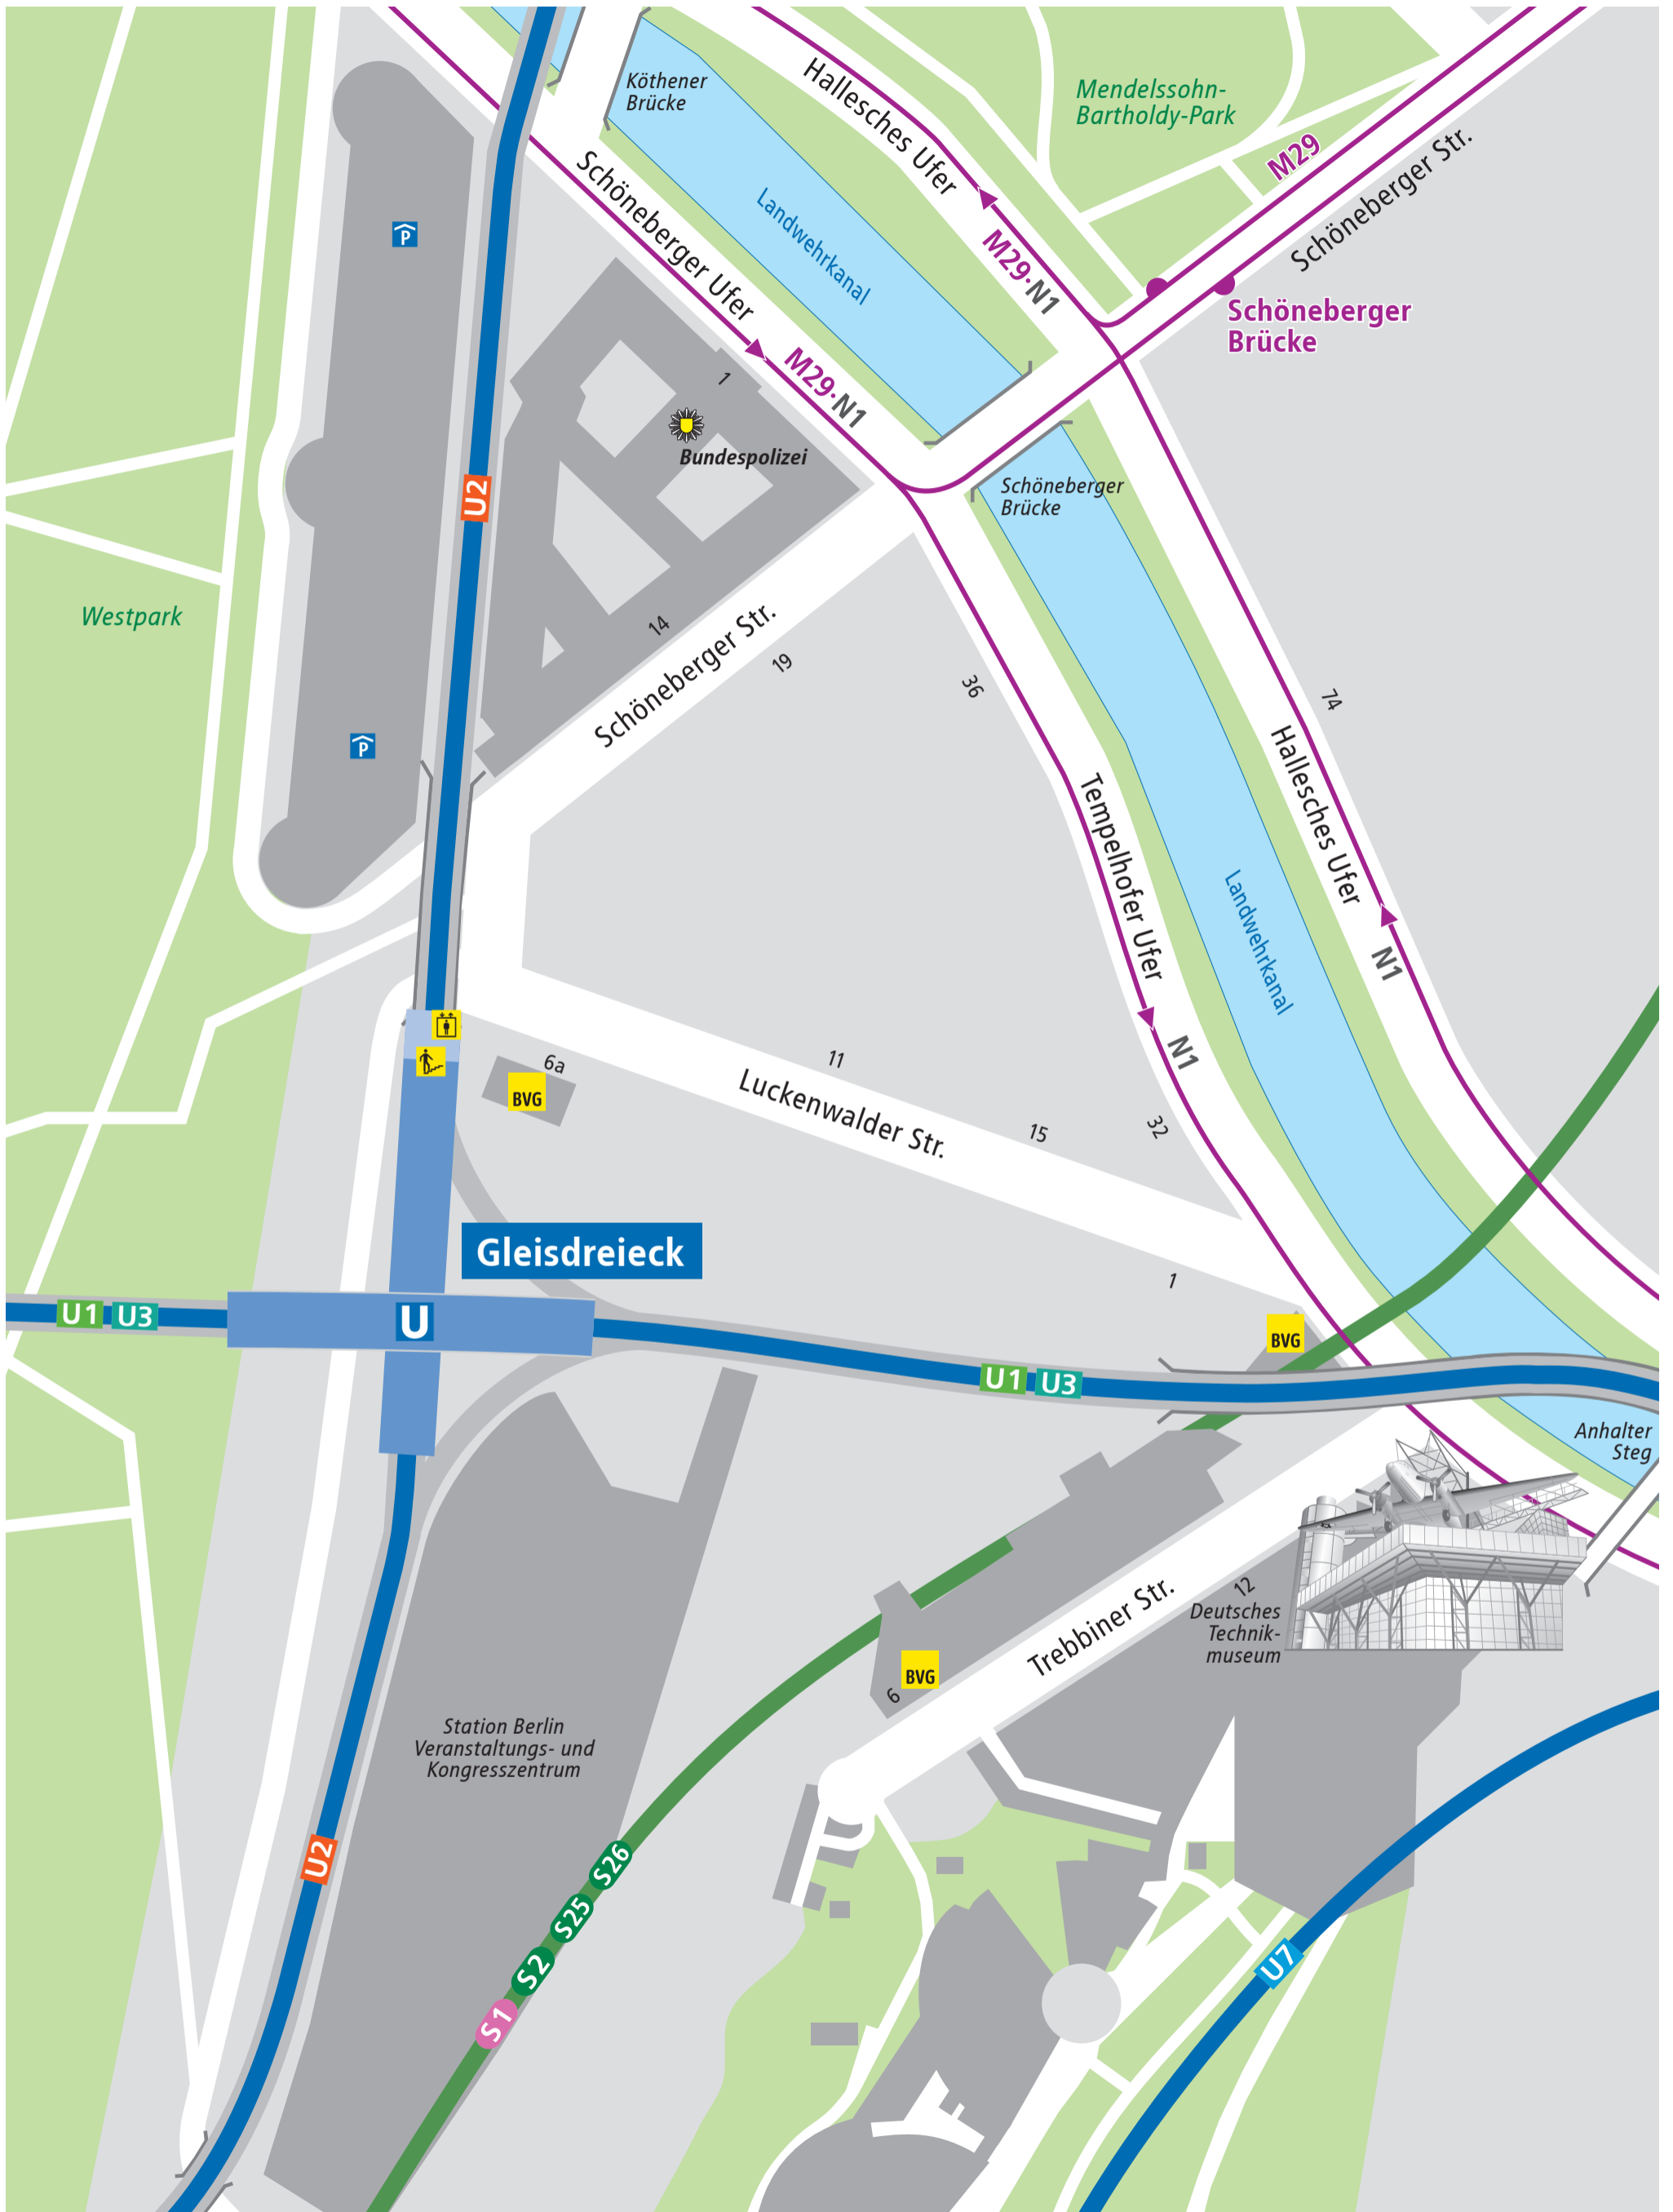 Köthener
Brücke
Hallesches Ufer
Mendelssohn-
Bartholdy-Park
M29
Schöneberger Str.
Schöneberger Ufer
Landwehrkanal
M29·N1
P
Schöneberger
Brücke
1
M29·N1
Bundespolizei
U2
Schöneberger
Brücke
Westpark
14
Schöneberger Str.
19
36
74
P
Hallesches Ufer
Tempelhofer Ufer
Landwehrkanal
N1
N1
6a
BVG
11
Luckenwalder Str.
15
32
Gleisdreieck
1
U1 U3
U
BVG
U1 U3
Anhalter
Steg
12
Deutsches
Technik-
museum
Trebbiner Str.
BVG
6
Station Berlin
Veranstaltungs- und
Kongresszentrum
U2
S26
S25
S2
S1
U7